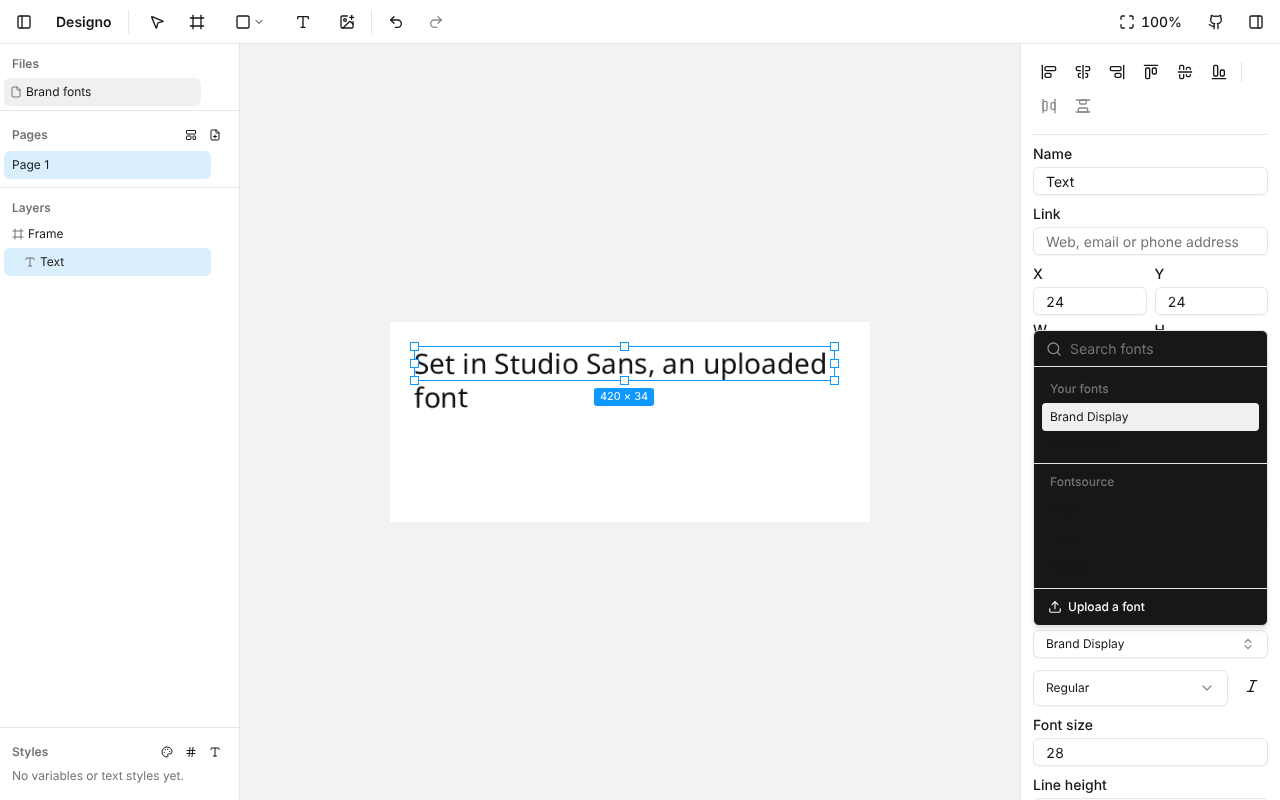 Designo
100%
Files
Brand fonts
Pages
Page 1
Layers
Frame
Text
Styles
No variables or text styles yet.
Set in Studio Sans, an uploaded
font
420 × 34
Name
Text
Link
Web, email or phone address
X
Y
24
24
W
H
Search fonts
Your fonts
Brand Display
Fontsource
Upload a font
Brand Display
Regular
Font size
28
Line height